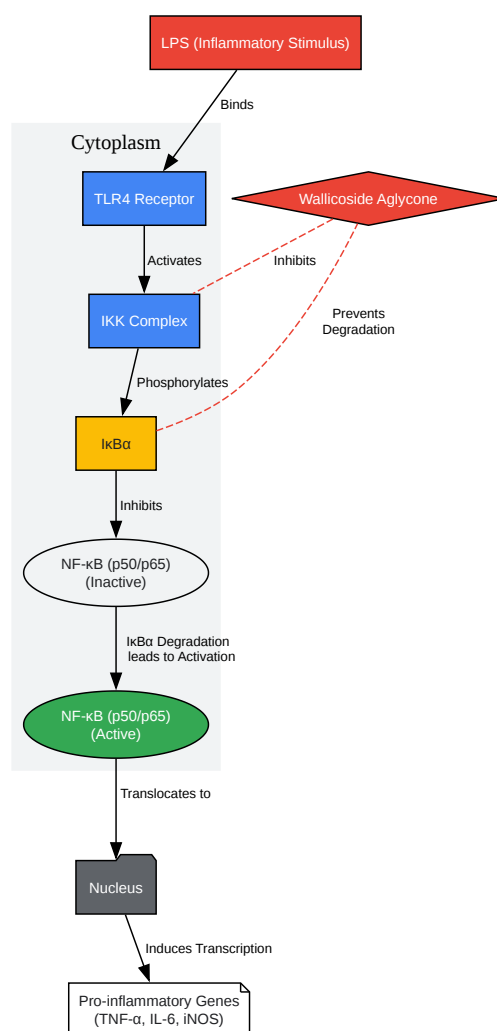 LPS (Inflammatory Stimulus)
Binds
Cytoplasm
TLR4 Receptor
Wallicoside Aglycone
Activates
Inhibits
IKK Complex
Prevents
Degradation
Phosphorylates
IκBα
Inhibits
NF-κB (p50/p65)
(Inactive)
IκBα Degradation
leads to Activation
NF-κB (p50/p65)
(Active)
Translocates to
Nucleus
Induces Transcription
Pro-inflammatory Genes
(TNF-α, IL-6, iNOS)